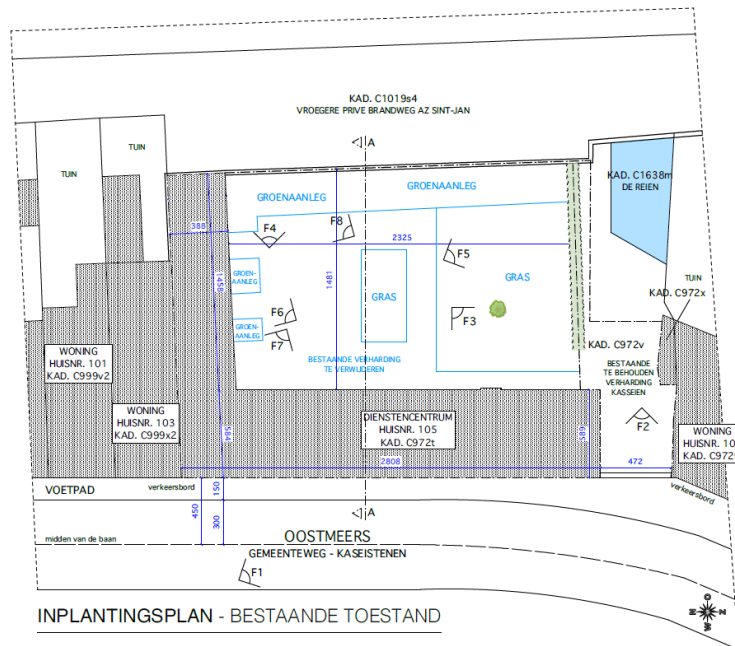 KAD. C1019s4
VROEGERE PRIVE BRANDWEG AZ SINT-JAN
A
TUIN
TUIN
GROENAANLEG
GROENAANLEG
KAD. C1638m
DE REIEN
388
F4
F8
2325
F5
1458
1481
GROEN-
AANLEG
GRAS
GRAS
TUIN
KAD. C972x
F6
F3
GROEN-
AANLEG
F7
KAD. C972v
WONING
HUISNR. 101
KAD. C999v2
BESTAANDE VERHARDING
TE VERWIJDEREN
BESTAANDE
TE BEHOUDEN
VERHARDING
KASSEIEN
WONING
HUISNR. 103
KAD. C999x2
584
DIENSTENCENTRUM
HUISNR. 105
KAD. C972t
589
F2
WONING
HUISNR. 10
KAD. C972
2808
472
VOETPAD
verkeersbord
150
verkeersbord
450
300
A
midden van de baan
OOSTMEERS
GEMEENTEWEG - KASEISTENEN
F1
INPLANTINGSPLAN - BESTAANDE TOESTAND
O
N
Z
W